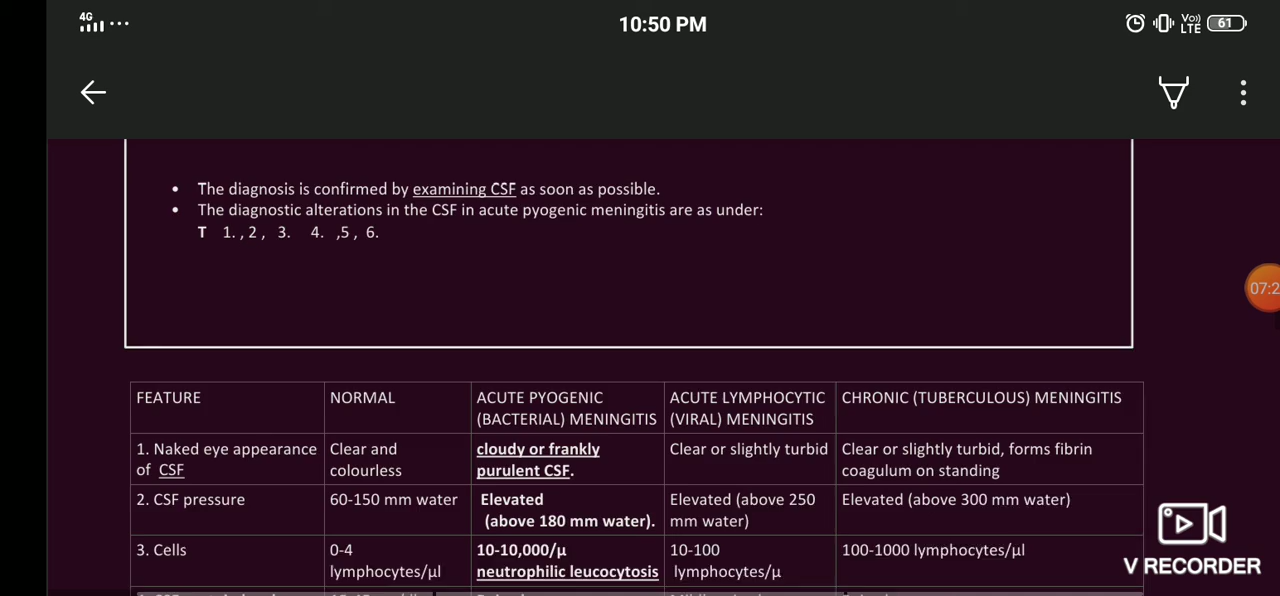 4G
10:50 PM
Vo))
LTE
61
• The diagnosis is confirmed by examining CSF as soon as possible.
• The diagnostic alterations in the CSF in acute pyogenic meningitis are as under:
T 1. , 2 , 3. 4. ,5 , 6.
07:2
FEATURE
NORMAL
ACUTE PYOGENIC
(BACTERIAL) MENINGITIS
ACUTE LYMPHOCYTIC
(VIRAL) MENINGITIS
CHRONIC (TUBERCULOUS) MENINGITIS
1. Naked eye appearance
of CSF
Clear and
colourless
cloudy or frankly
purulent CSF.
Clear or slightly turbid
Clear or slightly turbid, forms fibrin
coagulum on standing
2. CSF pressure
60-150 mm water
Elevated
(above 180 mm water).
Elevated (above 250
mm water)
Elevated (above 300 mm water)
3. Cells
0-4
lymphocytes/μl
10-10,000/μ
neutrophilic leucocytosis
10-100
lymphocytes/μ
100-1000 lymphocytes/μl
V RECORDER